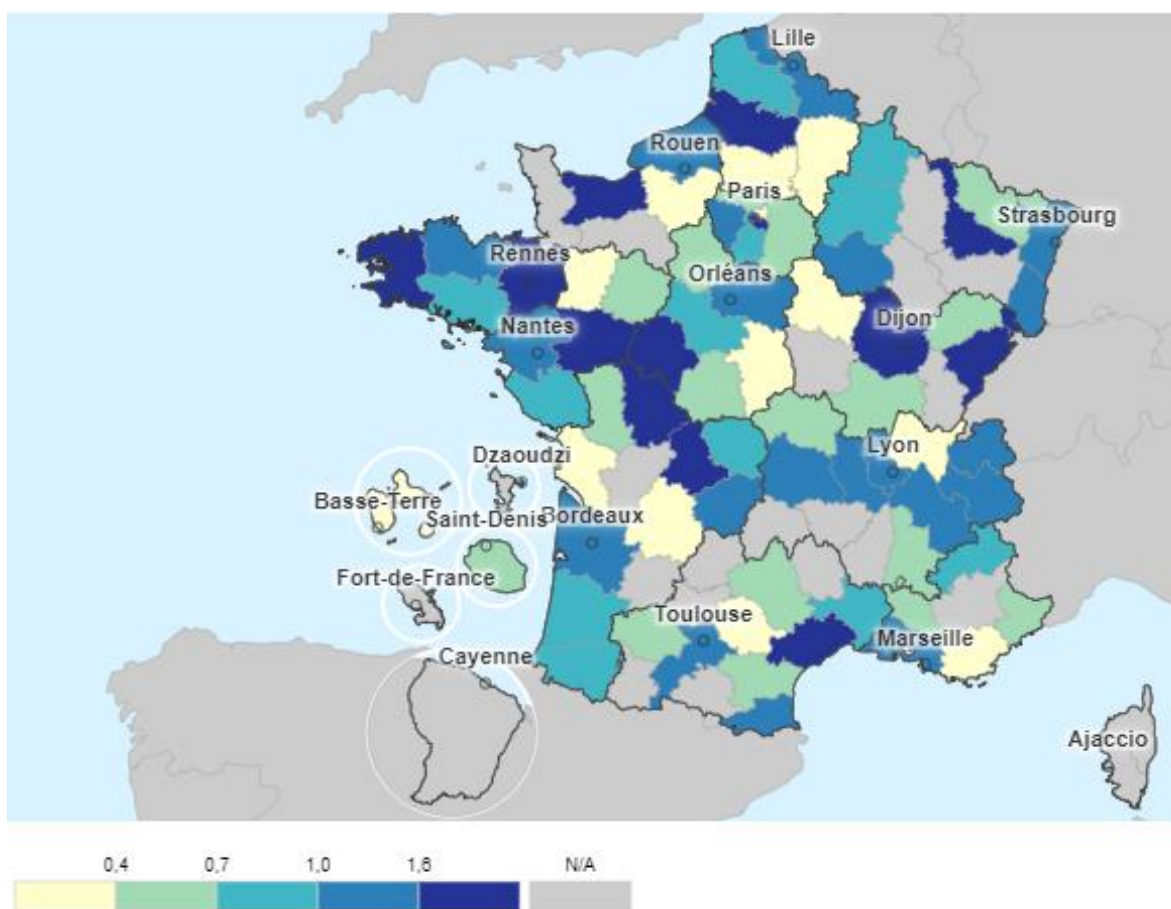 Lille
Rouen
Paris
Strasbourg
Rennes
Orléans
Nantes
Dijon
Lyon
Dzaoudzi
Basse-Terre
Saint-Denis
Bordeaux
Fort-de-France
Toulouse
Marseille
Cayenne
Ajaccio
0,4 0,7 1,0 1,6 N/A